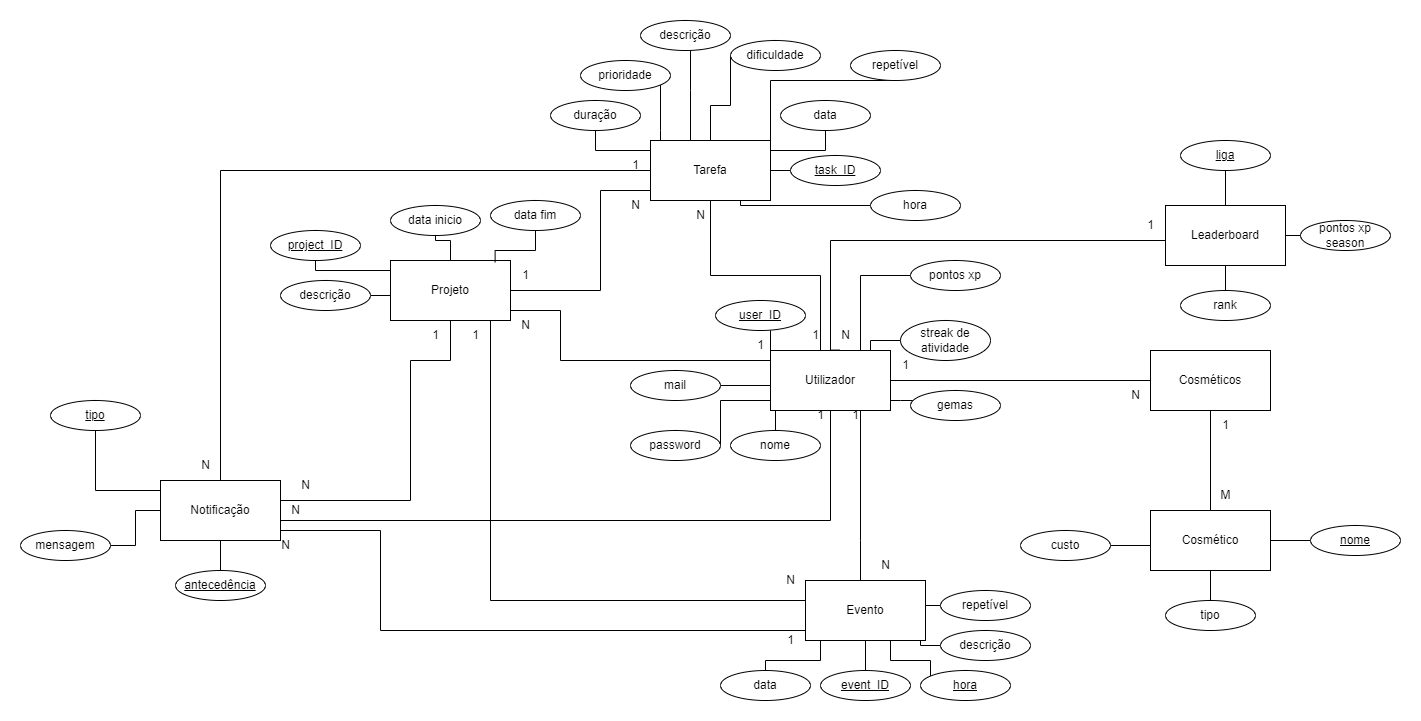 descrição
dificuldade
prioridade
repetível
duração
data
1
Tarefa
task_ID
liga
N
N
hora
data inicio
data fim
1
Leaderboard
pontos xp
season
project_ID
1
pontos xp
descrição
Projeto
rank
user_ID
N
1
1
1
1
N
streak de
atividade
1
mail
Utilizador
Cosméticos
N
gemas
tipo
1
1
1
password
nome
N
N
M
Notificação
N
mensagem
N
Cosmético
custo
nome
N
antecedência
N
Evento
repetível
tipo
1
descrição
data
event_ID
hora